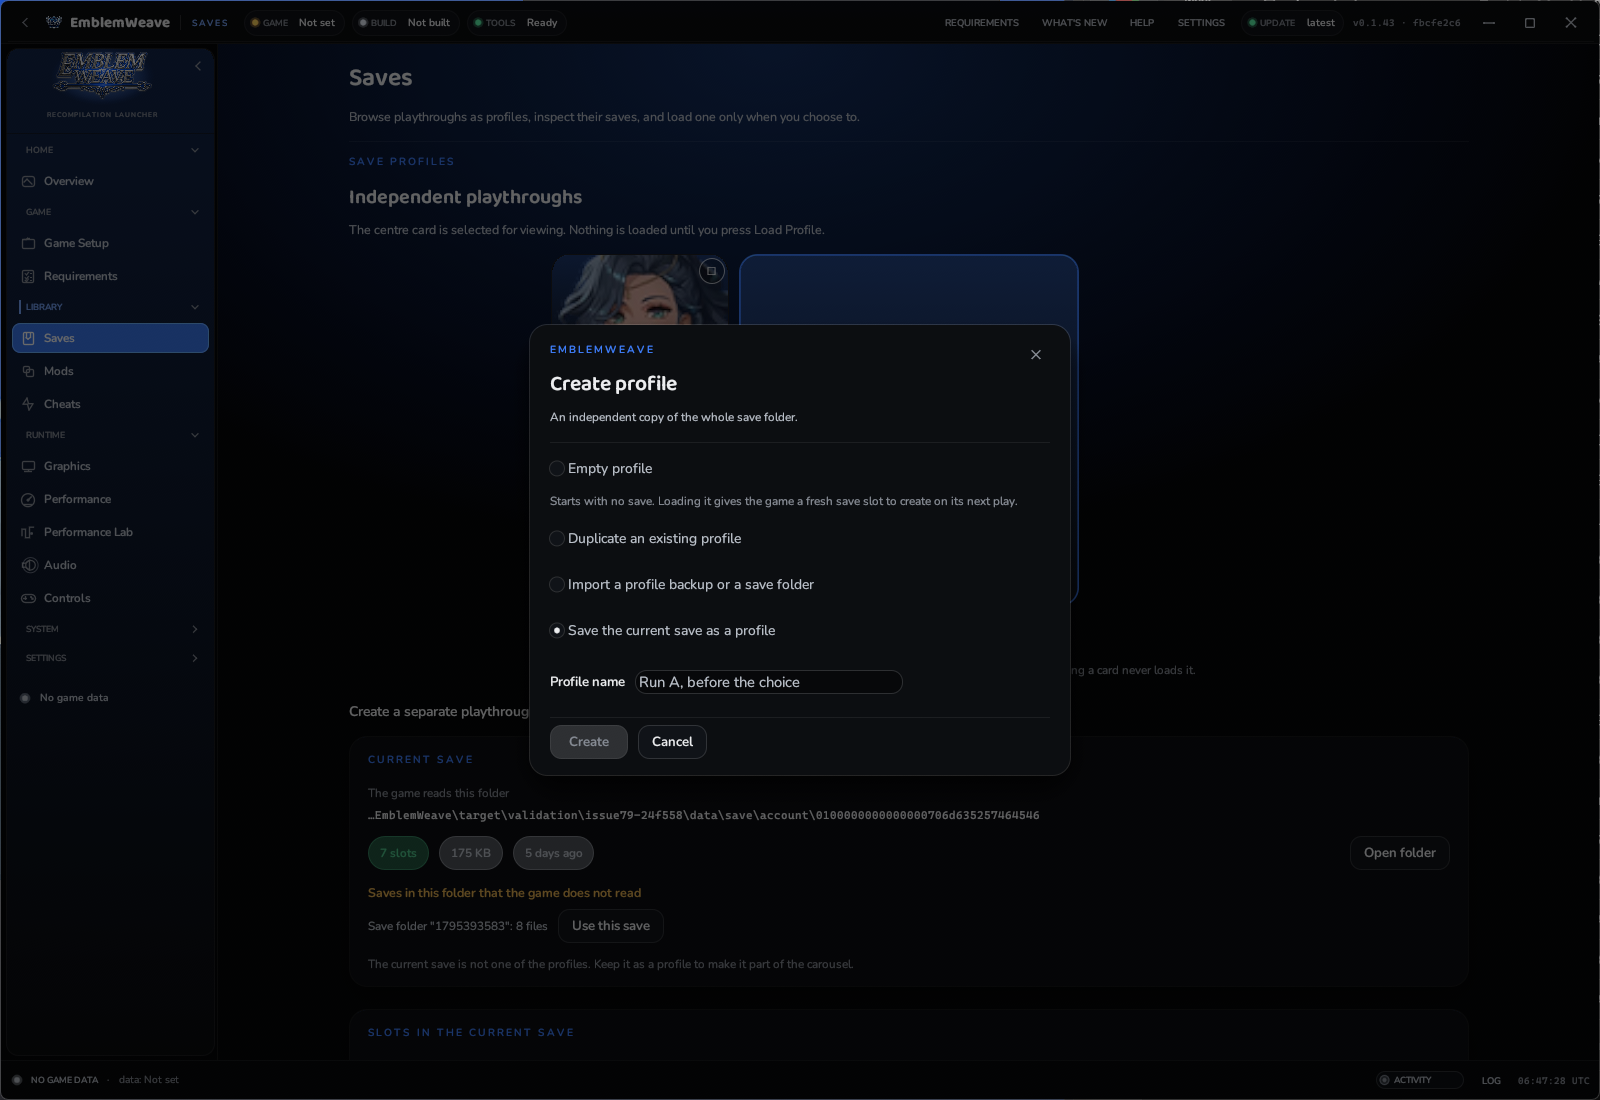 EmblemWeave
SAVES
GAME Not set
BUILD Not built
TOOLS Ready
REQUIREMENTS
WHAT'S NEW
HELP
SETTINGS
UPDATE latest
v0.1.43 · fbcfe2c6
EMBLEM
WEAVE
RECOMPILATION LAUNCHER
HOME
Overview
GAME
Game Setup
Requirements
LIBRARY
Saves
Mods
Cheats
RUNTIME
Graphics
Performance
Performance Lab
Audio
Controls
SYSTEM
SETTINGS
No game data
Saves
Browse playthroughs as profiles, inspect their saves, and load one only when you choose to.
SAVE PROFILES
Independent playthroughs
The centre card is selected for viewing. Nothing is loaded until you press Load Profile.
EMBLEMWEAVE
Create profile
An independent copy of the whole save folder.
Empty profile
Starts with no save. Loading it gives the game a fresh save slot to create on its next play.
Duplicate an existing profile
Import a profile backup or a save folder
Save the current save as a profile
Profile name Run A, before the choice
Create
Cancel
ng a card never loads it.
Create a separate playthroug
CURRENT SAVE
The game reads this folder
…EmblemWeave\target\validation\issue79-24f558\data\save\account\0100000000000000706d635257464546
7 slots
175 KB
5 days ago
Open folder
Saves in this folder that the game does not read
Save folder "1795393583": 8 files
Use this save
The current save is not one of the profiles. Keep it as a profile to make it part of the carousel.
SLOTS IN THE CURRENT SAVE
NO GAME DATA · data: Not set
ACTIVITY
LOG
06:47:28 UTC